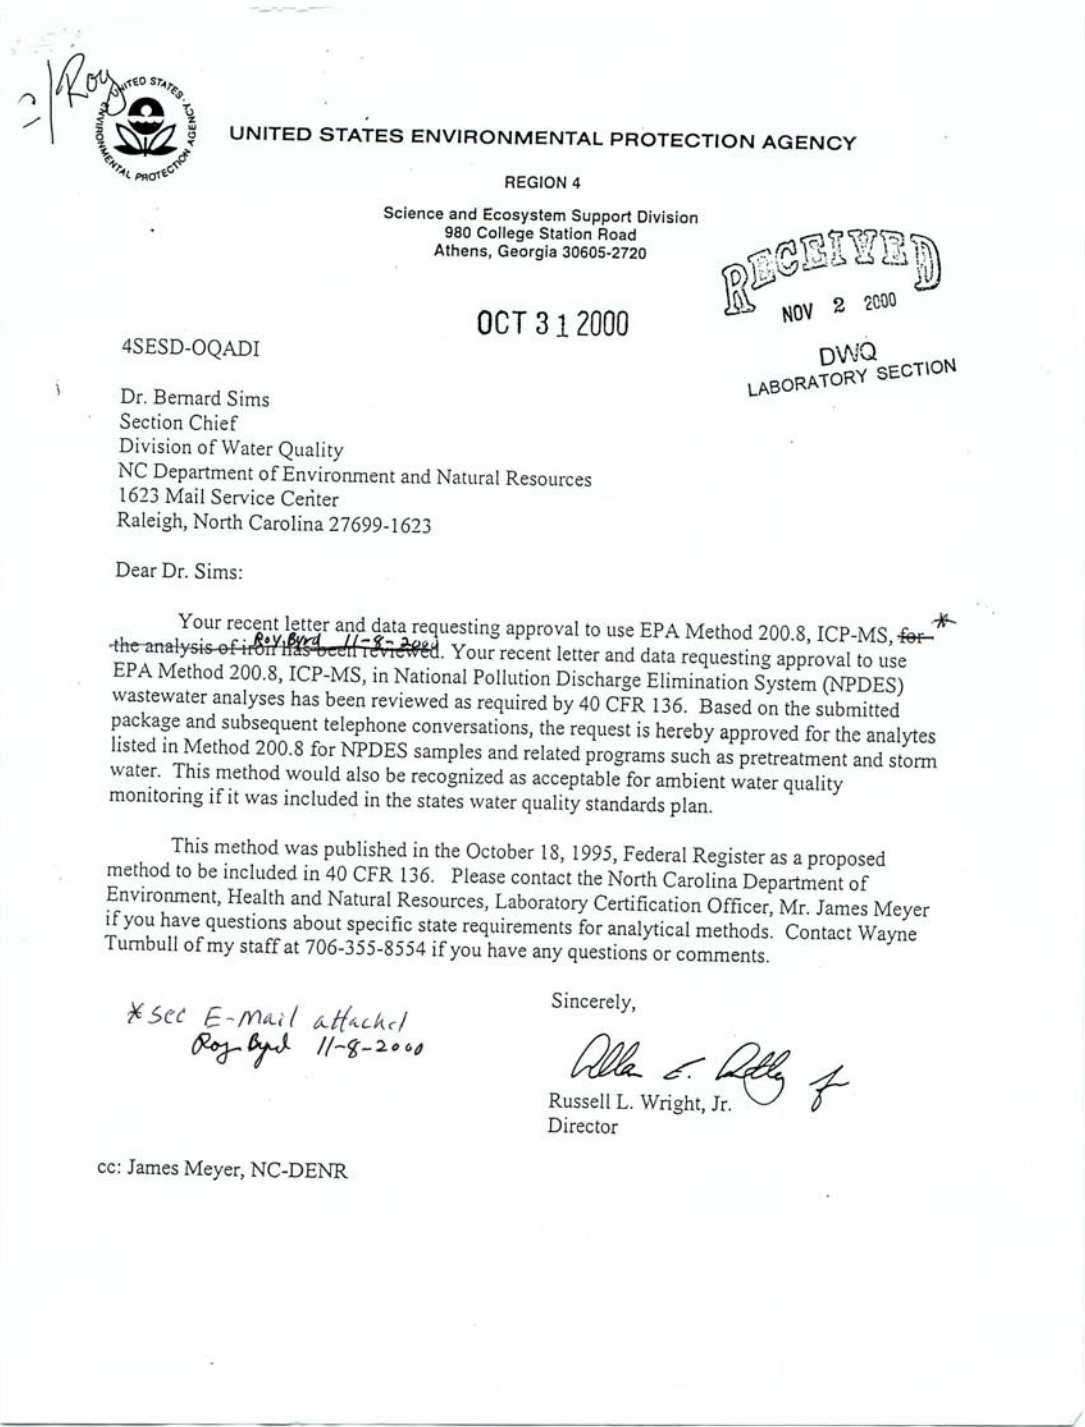 Roy
UNITED STATES ENVIRONMENTAL PROTECTION AGENCY
UNITED STATES ENVIRONMENTAL PROTECTION AGENCY
REGION 4
Science and Ecosystem Support Division
980 College Station Road
Athens, Georgia 30605-2720
RECEIVED
NOV 2 2000
DWQ
LABORATORY SECTION
OCT 31 2000
4SESD-OQADI
Dr. Bernard Sims
Section Chief
Division of Water Quality
NC Department of Environment and Natural Resources
1623 Mail Service Center
Raleigh, North Carolina 27699-1623
Dear Dr. Sims:
Your recent letter and data requesting approval to use EPA Method 200.8, ICP-MS, for *
Roy Byrd 11-8-2000
the analysis of iron has been reviewed. Your recent letter and data requesting approval to use
EPA Method 200.8, ICP-MS, in National Pollution Discharge Elimination System (NPDES)
wastewater analyses has been reviewed as required by 40 CFR 136. Based on the submitted
package and subsequent telephone conversations, the request is hereby approved for the analytes
listed in Method 200.8 for NPDES samples and related programs such as pretreatment and storm
water. This method would also be recognized as acceptable for ambient water quality
monitoring if it was included in the states water quality standards plan.
This method was published in the October 18, 1995, Federal Register as a proposed
method to be included in 40 CFR 136. Please contact the North Carolina Department of
Environment, Health and Natural Resources, Laboratory Certification Officer, Mr. James Meyer
if you have questions about specific state requirements for analytical methods. Contact Wayne
Turnbull of my staff at 706-355-8554 if you have any questions or comments.
* See E-Mail attached
Roy Byrd 11-8-2000
Sincerely,
Allan E. for
Russell L. Wright, Jr.
Director
cc: James Meyer, NC-DENR